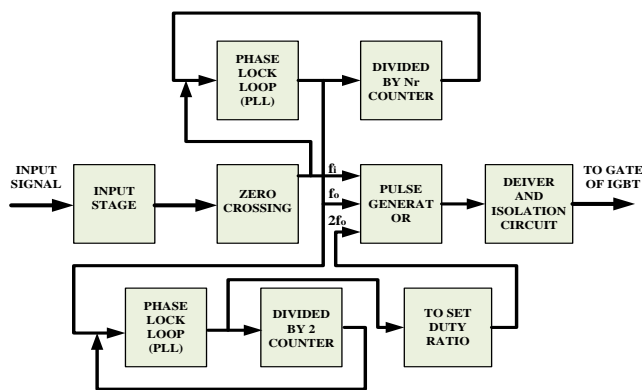 PHASE
LOCK
LOOP
(PLL)
DIVIDED
BY Nr
COUNTER
INPUT
SIGNAL
INPUT
STAGE
ZERO
CROSSING
fi
fo
2fo
PULSE
GENERAT
OR
DEIVER
AND
ISOLATION
CIRCUIT
TO GATE
OF IGBT
PHASE
LOCK
LOOP
(PLL)
DIVIDED
BY 2
COUNTER
TO SET
DUTY
RATIO